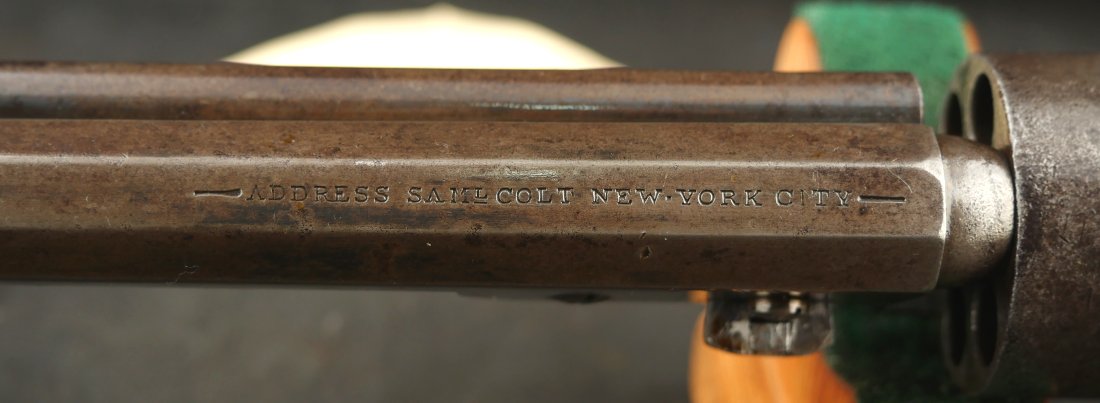 — ADDRESS SAMᴸ COLT NEW-YORK CITY —